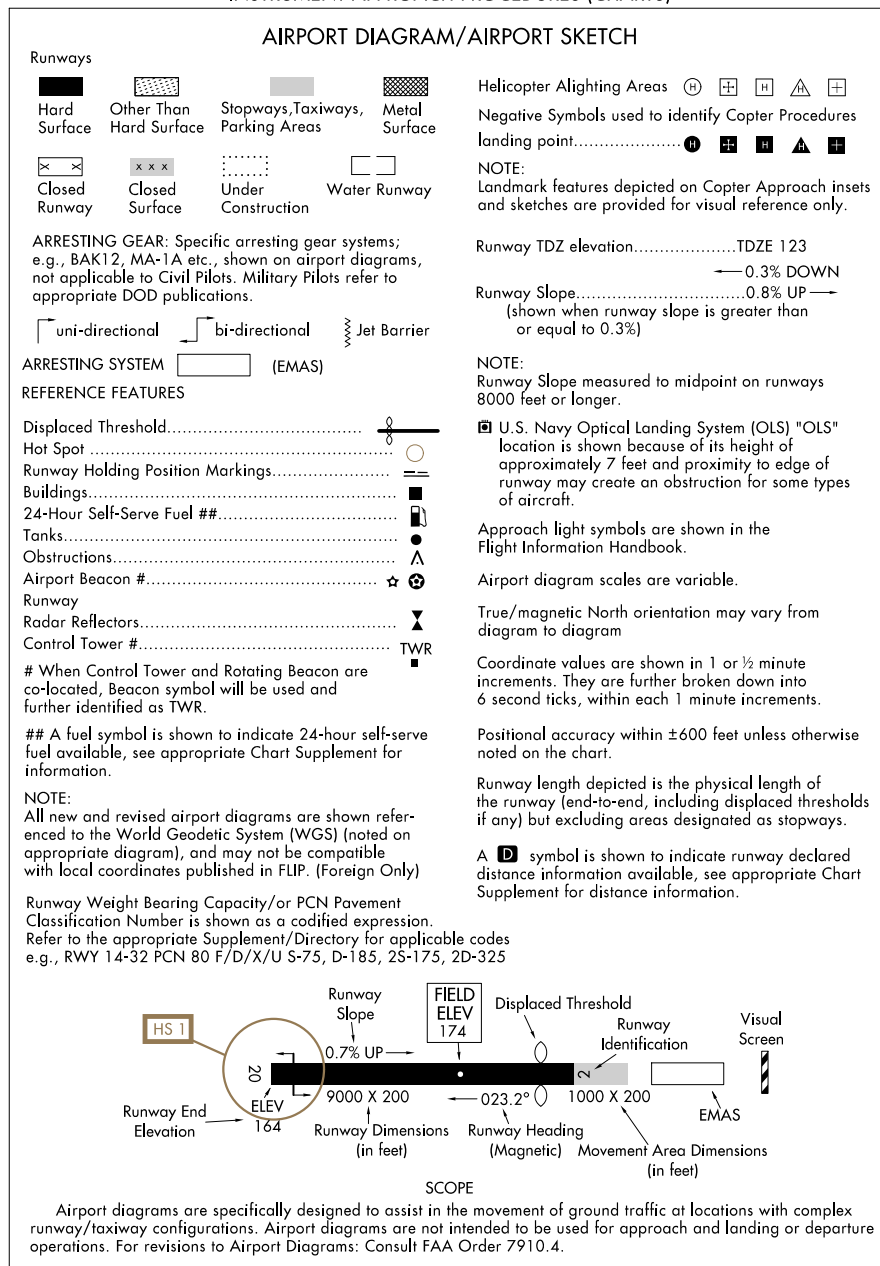 AIRPORT DIAGRAM/AIRPORT SKETCH
Runways
Hard
Surface
Other Than
Hard Surface
Stopways,Taxiways,
Parking Areas
Metal
Surface
x x
x x x
Closed
Runway
Closed
Surface
Under
Construction
Water Runway
ARRESTING GEAR: Specific arresting gear systems;
e.g., BAK12, MA-1A etc., shown on airport diagrams,
not applicable to Civil Pilots. Military Pilots refer to
appropriate DOD publications.
uni-directional
bi-directional
Jet Barrier
ARRESTING SYSTEM (EMAS)
REFERENCE FEATURES
Displaced Threshold....................................
Hot Spot ......................................................
Runway Holding Position Markings.....................
Buildings.......................................................
24-Hour Self-Serve Fuel ##................................
Tanks...........................................................
Obstructions...................................................
Airport Beacon #..........................................
Runway
Radar Reflectors.............................................
Control Tower #............................................. TWR
# When Control Tower and Rotating Beacon are
co-located, Beacon symbol will be used and
further identified as TWR.
## A fuel symbol is shown to indicate 24-hour self-serve
fuel available, see appropriate Chart Supplement for
information.
NOTE:
All new and revised airport diagrams are shown refer-
enced to the World Geodetic System (WGS) (noted on
appropriate diagram), and may not be compatible
with local coordinates published in FLIP. (Foreign Only)
Runway Weight Bearing Capacity/or PCN Pavement
Classification Number is shown as a codified expression.
Refer to the appropriate Supplement/Directory for applicable codes
e.g., RWY 14-32 PCN 80 F/D/X/U S-75, D-185, 2S-175, 2D-325
Helicopter Alighting Areas H H H
Negative Symbols used to identify Copter Procedures
landing point................... H H H
NOTE:
Landmark features depicted on Copter Approach insets
and sketches are provided for visual reference only.
Runway TDZ elevation....................TDZE 123
0.3% DOWN
Runway Slope.................................0.8% UP
(shown when runway slope is greater than
or equal to 0.3%)
NOTE:
Runway Slope measured to midpoint on runways
8000 feet or longer.
U.S. Navy Optical Landing System (OLS) "OLS"
location is shown because of its height of
approximately 7 feet and proximity to edge of
runway may create an obstruction for some types
of aircraft.
Approach light symbols are shown in the
Flight Information Handbook.
Airport diagram scales are variable.
True/magnetic North orientation may vary from
diagram to diagram
Coordinate values are shown in 1 or ½ minute
increments. They are further broken down into
6 second ticks, within each 1 minute increments.
Positional accuracy within ±600 feet unless otherwise
noted on the chart.
Runway length depicted is the physical length of
the runway (end-to-end, including displaced thresholds
if any) but excluding areas designated as stopways.
A D symbol is shown to indicate runway declared
distance information available, see appropriate Chart
Supplement for distance information.
HS 1
Runway
Slope
0.7% UP
FIELD
ELEV
174
Displaced Threshold
Runway
Identification
Visual
Screen
20
2
ELEV
164
Runway End
Elevation
9000 X 200
Runway Dimensions
(in feet)
023.2°
Runway Heading
(Magnetic)
1000 X 200
Movement Area Dimensions
(in feet)
EMAS
SCOPE
Airport diagrams are specifically designed to assist in the movement of ground traffic at locations with complex
runway/taxiway configurations. Airport diagrams are not intended to be used for approach and landing or departure
operations. For revisions to Airport Diagrams: Consult FAA Order 7910.4.